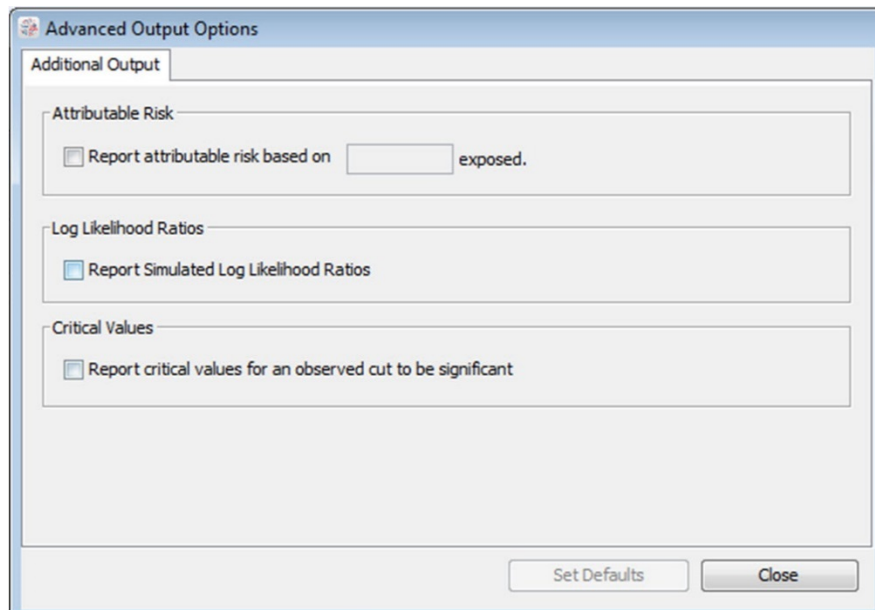 Advanced Output Options
Additional Output
Attributable Risk
Report attributable risk based on exposed.
Log Likelihood Ratios
Report Simulated Log Likelihood Ratios
Critical Values
Report critical values for an observed cut to be significant
Set Defaults Close